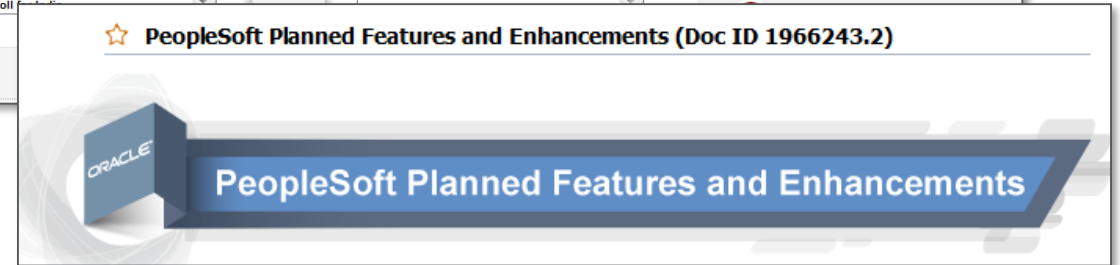 PeopleSoft Planned Features and Enhancements (Doc ID 1966243.2)
ORACLE
PeopleSoft Planned Features and Enhancements